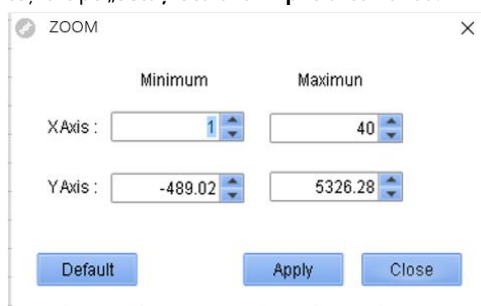 ZOOM
Minimum Maximun
XAxis : 1 40
YAxis : -489.02 5326.28
Default Apply Close